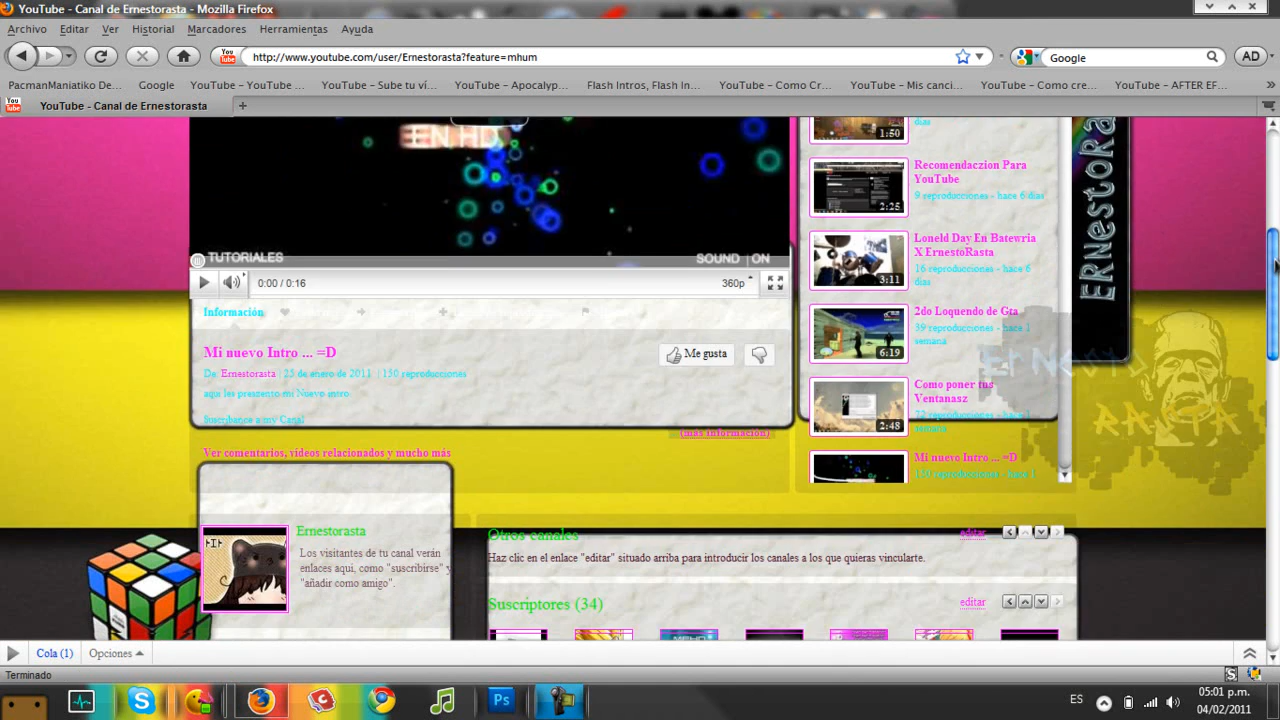 YouTube - Canal de Ernestorasta - Mozilla Firefox
Archivo Editar Ver Historial Marcadores Herramientas Ayuda
http://www.youtube.com/user/Ernestorasta?feature=mhum
Google
AD
PacmanManiatiko De... Google YouTube - YouTube ... YouTube - Sube tu ví... YouTube - Apocalyp... Flash Intros, Flash In... YouTube - Como Cr... YouTube - Mis canci... YouTube - Como cre... YouTube - AFTER EF...
YouTube - Canal de Ernestorasta
EN HD
TUTORIALES
SOUND | ON
0:00 / 0:16
360p
Información
Mi nuevo Intro ... =D
Me gusta
De: Ernestorasta | 25 de enero de 2011 | 150 reproducciones
aqui les preszento mi Nuevo intro
Suscribance a my Canal
(más información)
Ver comentarios, vídeos relacionados y mucho más
días
1:50
Recomendaczion Para
YouTube
9 reproducciones - hace 6 días
2:25
Loneld Day En Batewria
X ErnestoRasta
16 reproducciones - hace 6
días
3:11
2do Loquendo de Gta
39 reproducciones - hace 1
semana
6:19
Como poner tus
Ventanasz
72 reproducciones - hace 1
semana
2:48
Mi nuevo Intro ... =D
150 reproducciones - hace 1
ERnestoRa
Ernestorasta
Los visitantes de tu canal verán
enlaces aquí, como "suscribirse" y
"añadir como amigo".
Otros canales
editar
Haz clic en el enlace "editar" situado arriba para introducir los canales a los que quieras vincularte.
Suscriptores (34)
editar
Cola (1) Opciones
Terminado
ES
05:01 p.m.
04/02/2011